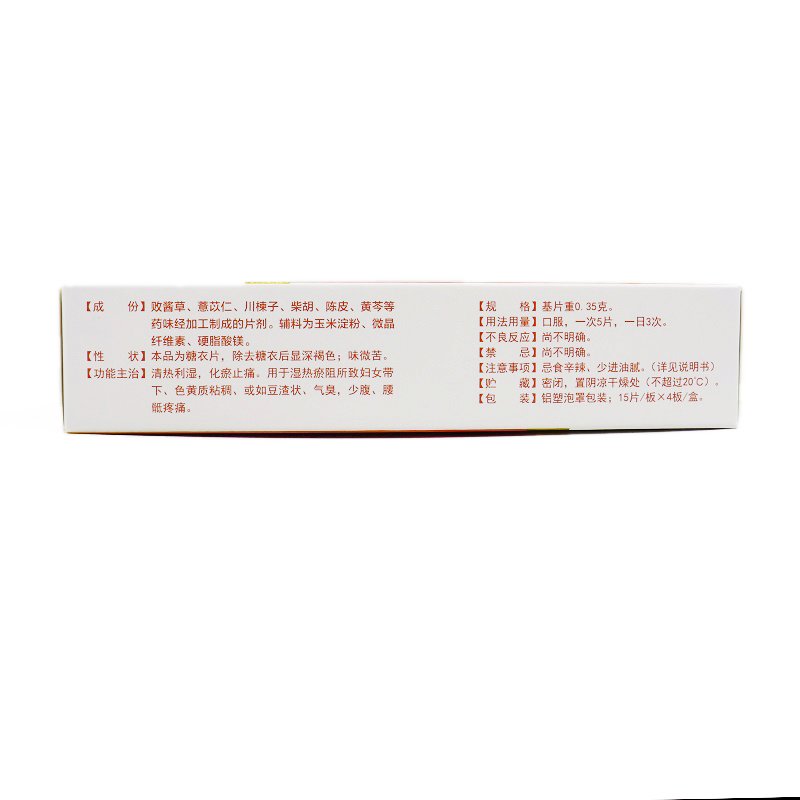 【成　份】败酱草、薏苡仁、川楝子、柴胡、陈皮、黄芩等
药味经加工制成的片剂。辅料为玉米淀粉、微晶
纤维素、硬脂酸镁。
【性　状】本品为糖衣片，除去糖衣后显深褐色；味微苦。
【功能主治】清热利湿，化瘀止痛。用于湿热瘀阻所致妇女带
下、色黄质粘稠、或如豆渣状、气臭，少腹、腰
骶疼痛。
【规　格】基片重0.35克。
【用法用量】口服，一次5片，一日3次。
【不良反应】尚不明确。
【禁　忌】尚不明确。
【注意事项】忌食辛辣、少进油腻。（详见说明书）
【贮　藏】密闭，置阴凉干燥处（不超过20℃）。
【包　装】铝塑泡罩包装；15片/板×4板/盒。